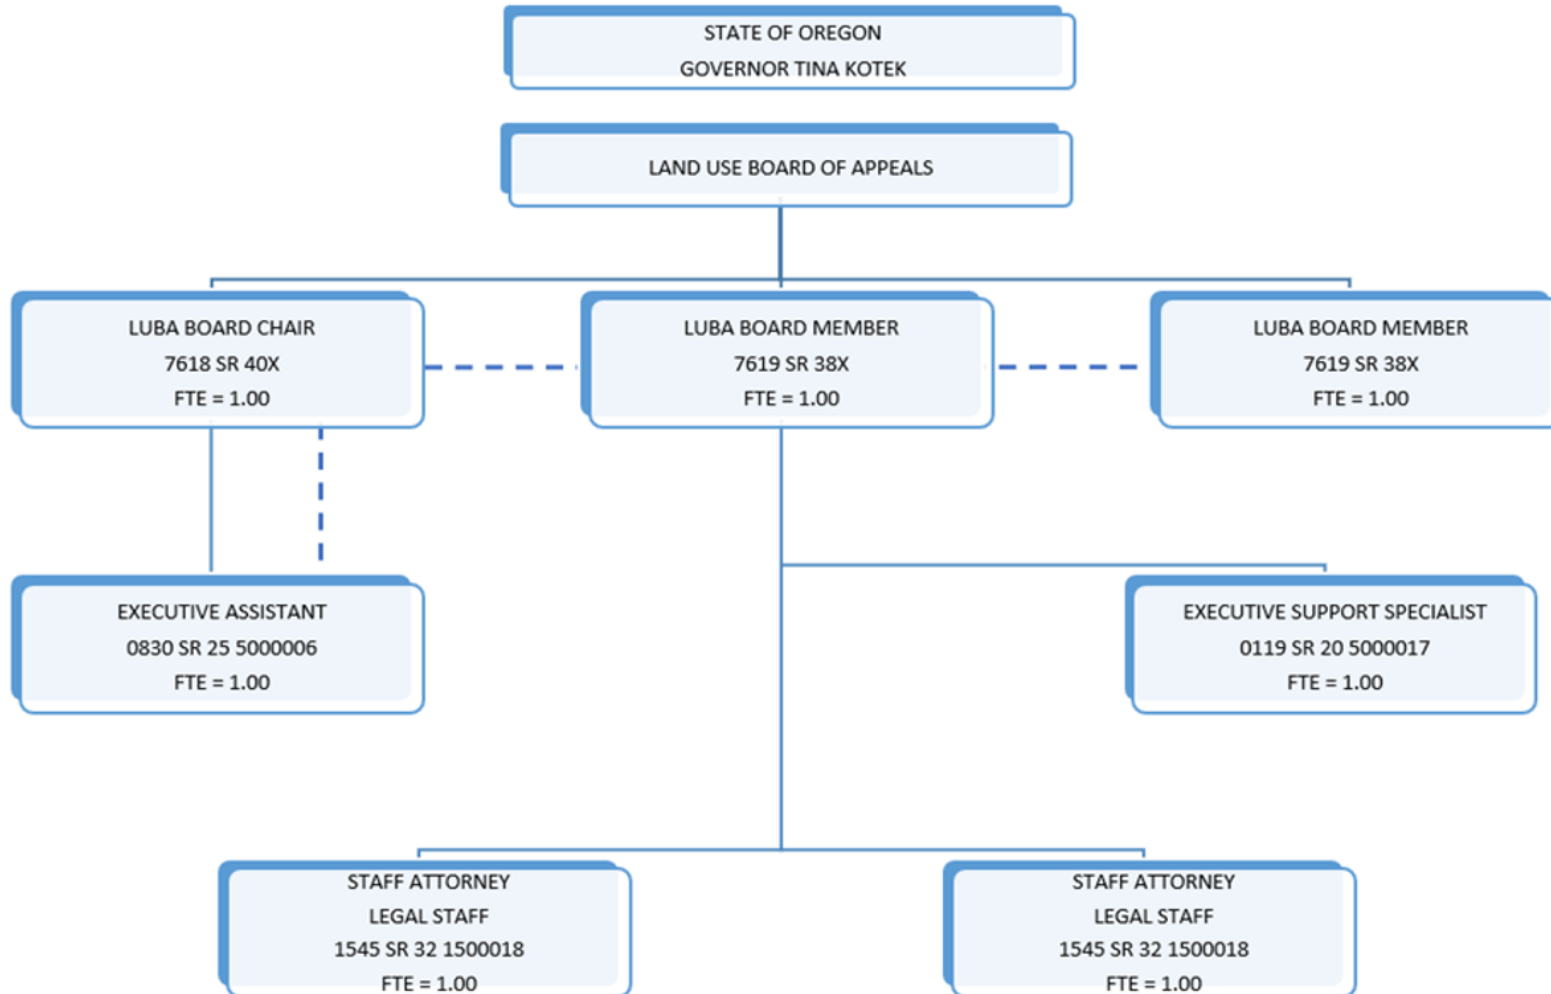 STATE OF OREGON
GOVERNOR TINA KOTEK
LAND USE BOARD OF APPEALS
LUBA BOARD CHAIR
7618 SR 40X
FTE = 1.00
LUBA BOARD MEMBER
7619 SR 38X
FTE = 1.00
LUBA BOARD MEMBER
7619 SR 38X
FTE = 1.00
EXECUTIVE ASSISTANT
0830 SR 25 5000006
FTE = 1.00
EXECUTIVE SUPPORT SPECIALIST
0119 SR 20 5000017
FTE = 1.00
STAFF ATTORNEY
LEGAL STAFF
1545 SR 32 1500018
FTE = 1.00
STAFF ATTORNEY
LEGAL STAFF
1545 SR 32 1500018
FTE = 1.00